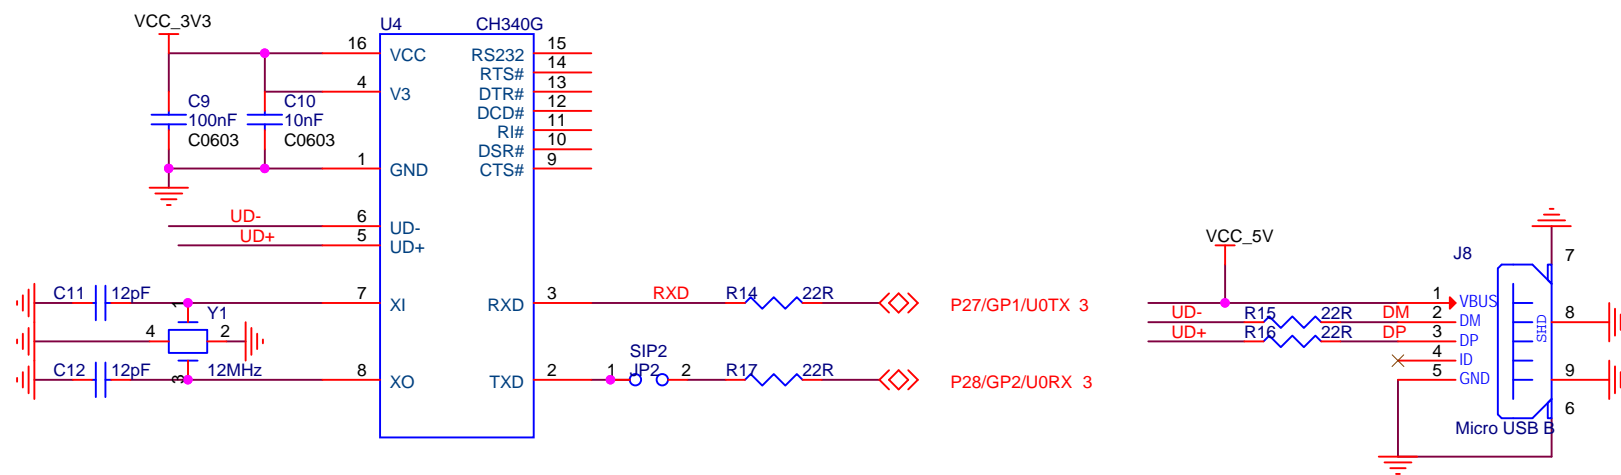 VCC_3V3
U4 CH340G
16 VCC RS232 15
RTS# 14
4 V3 DTR# 13
C9 C10 DCD# 12
100nF 10nF RI# 11
C0603 C0603 DSR# 10
1 GND CTS# 9
UD- 6 UD-
UD+ 5 UD+
C11 12pF 7 XI RXD 3 RXD R14 22R P27/GP1/U0TX 3
1 Y1
4 2
C12 12pF 3 12MHz 8 XO TXD 2 1 SIP2 JP2 2 R17 22R P28/GP2/U0RX 3
VCC_5V
J8 7
1 VBUS
UD- R15 22R DM 2 DM SHD 8
UD+ R16 22R DP 3 DP
4 ID
5 GND 9
6
Micro USB B